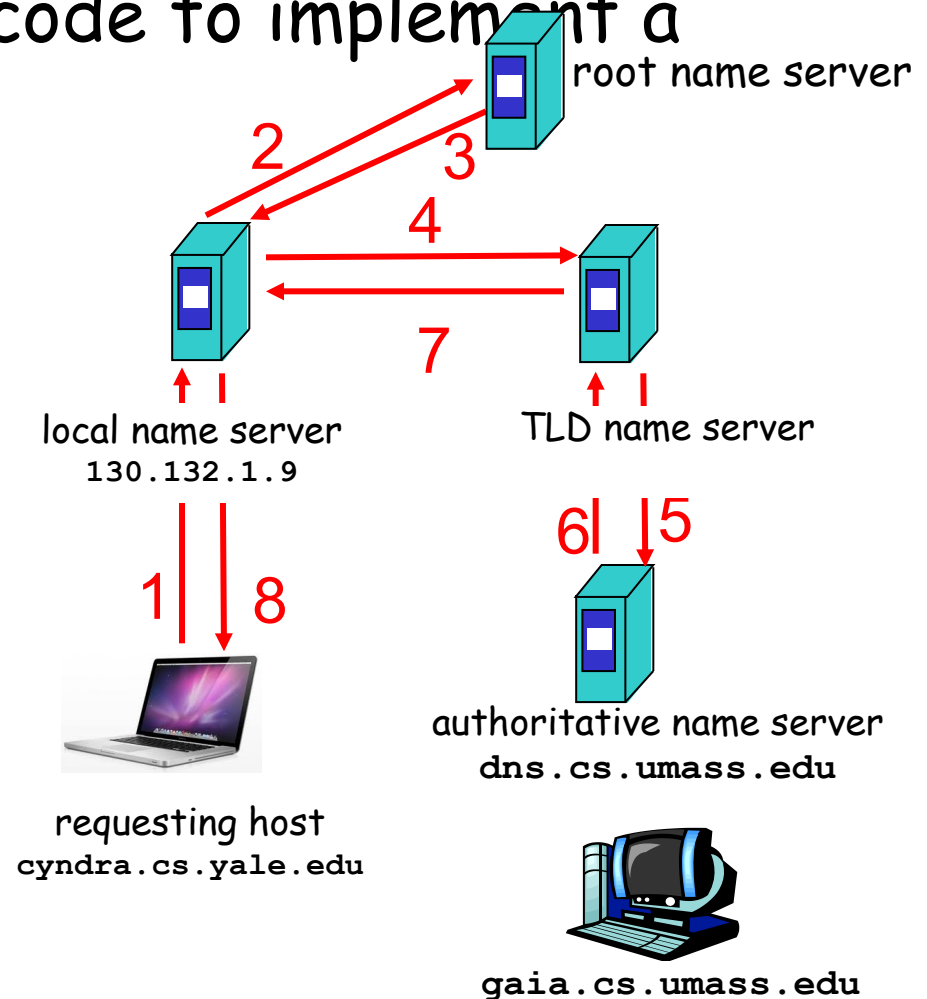 code to implement a
root name server
2
3
4
7
local name server
130.132.1.9
TLD name server
6
5
1
8
authoritative name server
dns.cs.umass.edu
requesting host
cyndra.cs.yale.edu
gaia.cs.umass.edu